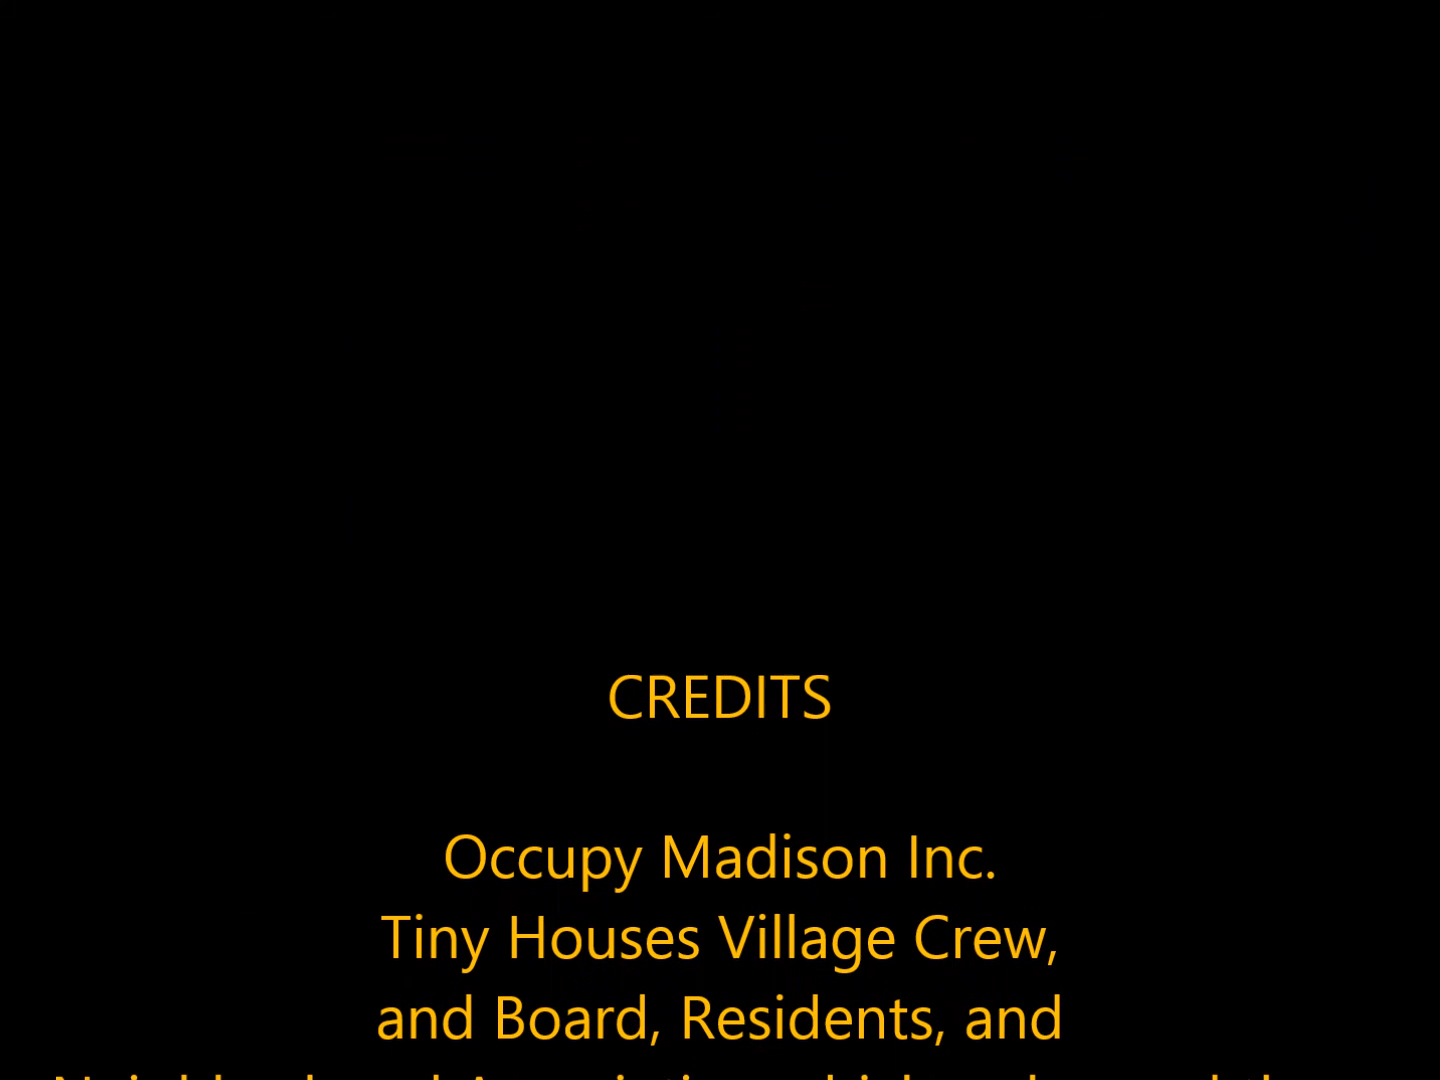 CREDITS
Occupy Madison Inc.
Tiny Houses Village Crew,
and Board, Residents, and